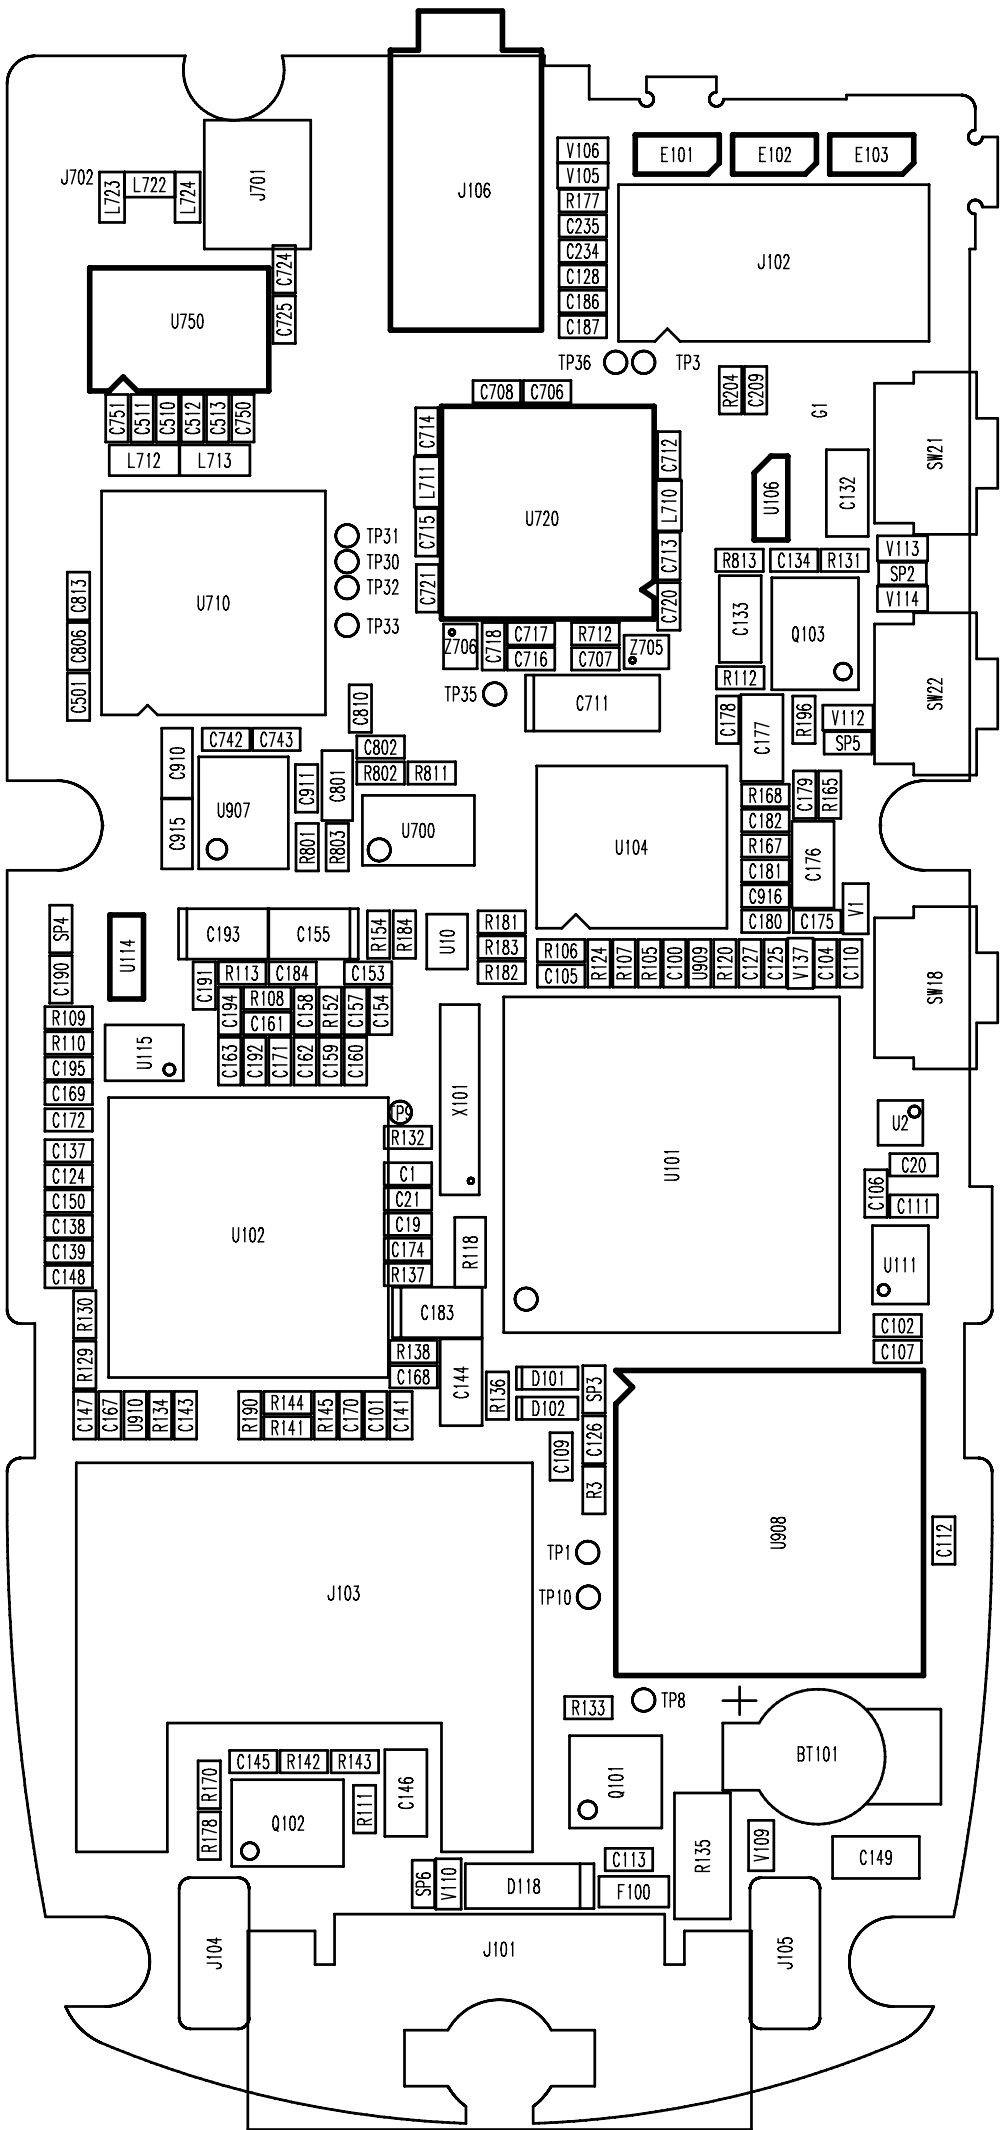 V106
E101 E102 E103
V105
J702 L723 L722 L724 J701 J106 R177
C235
C234 J102
C724 C128
C186
C725 U750 C187
TP36 TP3
C708 C706 R204 C209 G1
C751 C511 C510 C512 C513 C750
C714 C712 SW21
L712 L713
L711 L710 U106 C132
U720
TP31 C715 C713
V113
TP30 R813 C134 R131
SP2
TP32 C721 C720 V114
C813 U710
TP33 C133 Q103
C806 Z706 C718 C717 R712 Z705
C716 C707
R112
C501 TP35 C711 SW22
C810 C178 C177 R196 V112
C910 C742 C743 C802 SP5
C911 C801 R802 R811
R168 C179 R165
U907 C182
C915 R801 R803 U700 U104 R167 C176
C181
C916
SP4 V1
C193 C155 R154 R184 U10 R181 C180 C175
U114 R183 R106 R124 R107 R105 C100 U909 R120 C127 C125 V137 C104 C110
C190 C191 R113 C184 C153 R182 C105
SW18
C194 R108 C158 R152 C157 C154
R109 C161
R110 U115
C195 C163 C192 C171 C162 C159 C160
C169 X101
C172 TP9 U2
R132
C137 C20
C124 C1 U101 C106
C150 C21 C111
C138 U102 C19
C139 C174 R118
C148 R137 U111
R130 C183 C102
R138 C107
R129 C168 C144 R136 D101 SP3
D102
C147 C167 U910 R134 C143 R190 R144 R145 C170 C101 C141
R141 C109 C126
R3
U908 C112
TP1
J103 TP10
TP8
R133
BT101
C145 R142 R143 C146
R170 R111 Q101
R178 Q102
R135 V109 C149
C113
SP6 V110 D118 F100
J104 J101 J105